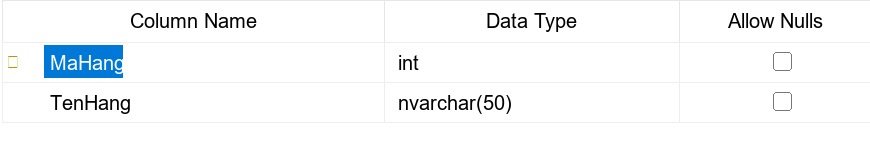 Column Name Data Type Allow Nulls
MaHang int
TenHang nvarchar(50)